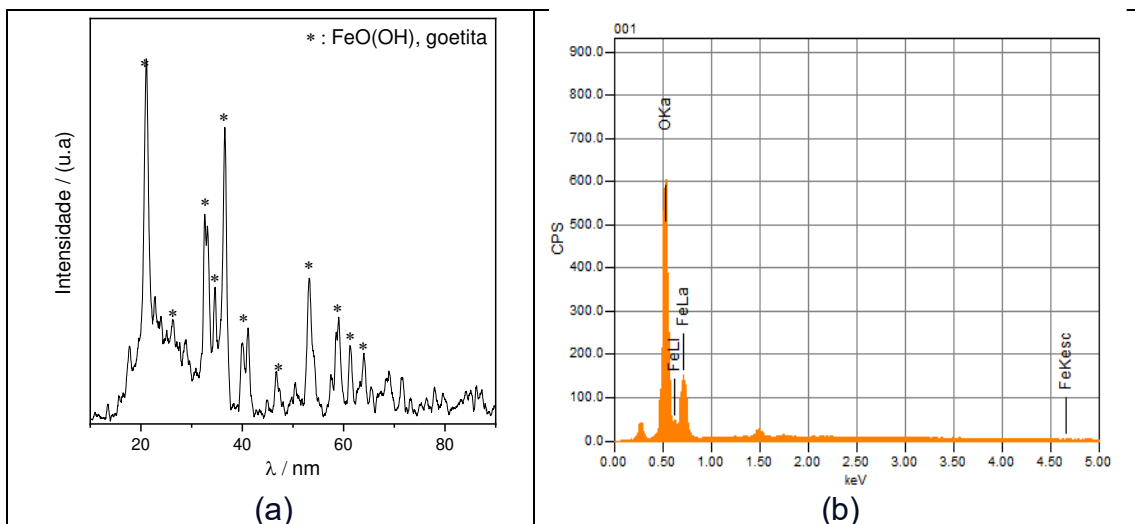 * : FeO(OH), goetita
* * * * * * * * * * * *
Intensidade / (u.a)
20 40 60 80
λ / nm
(a)
001
900.0
800.0
700.0
600.0
500.0
400.0
300.0
200.0
100.0
0.0
CPS
OKa
FeLl
FeLa
FeKesc
0.00 0.50 1.00 1.50 2.00 2.50 3.00 3.50 4.00 4.50 5.00
keV
(b)